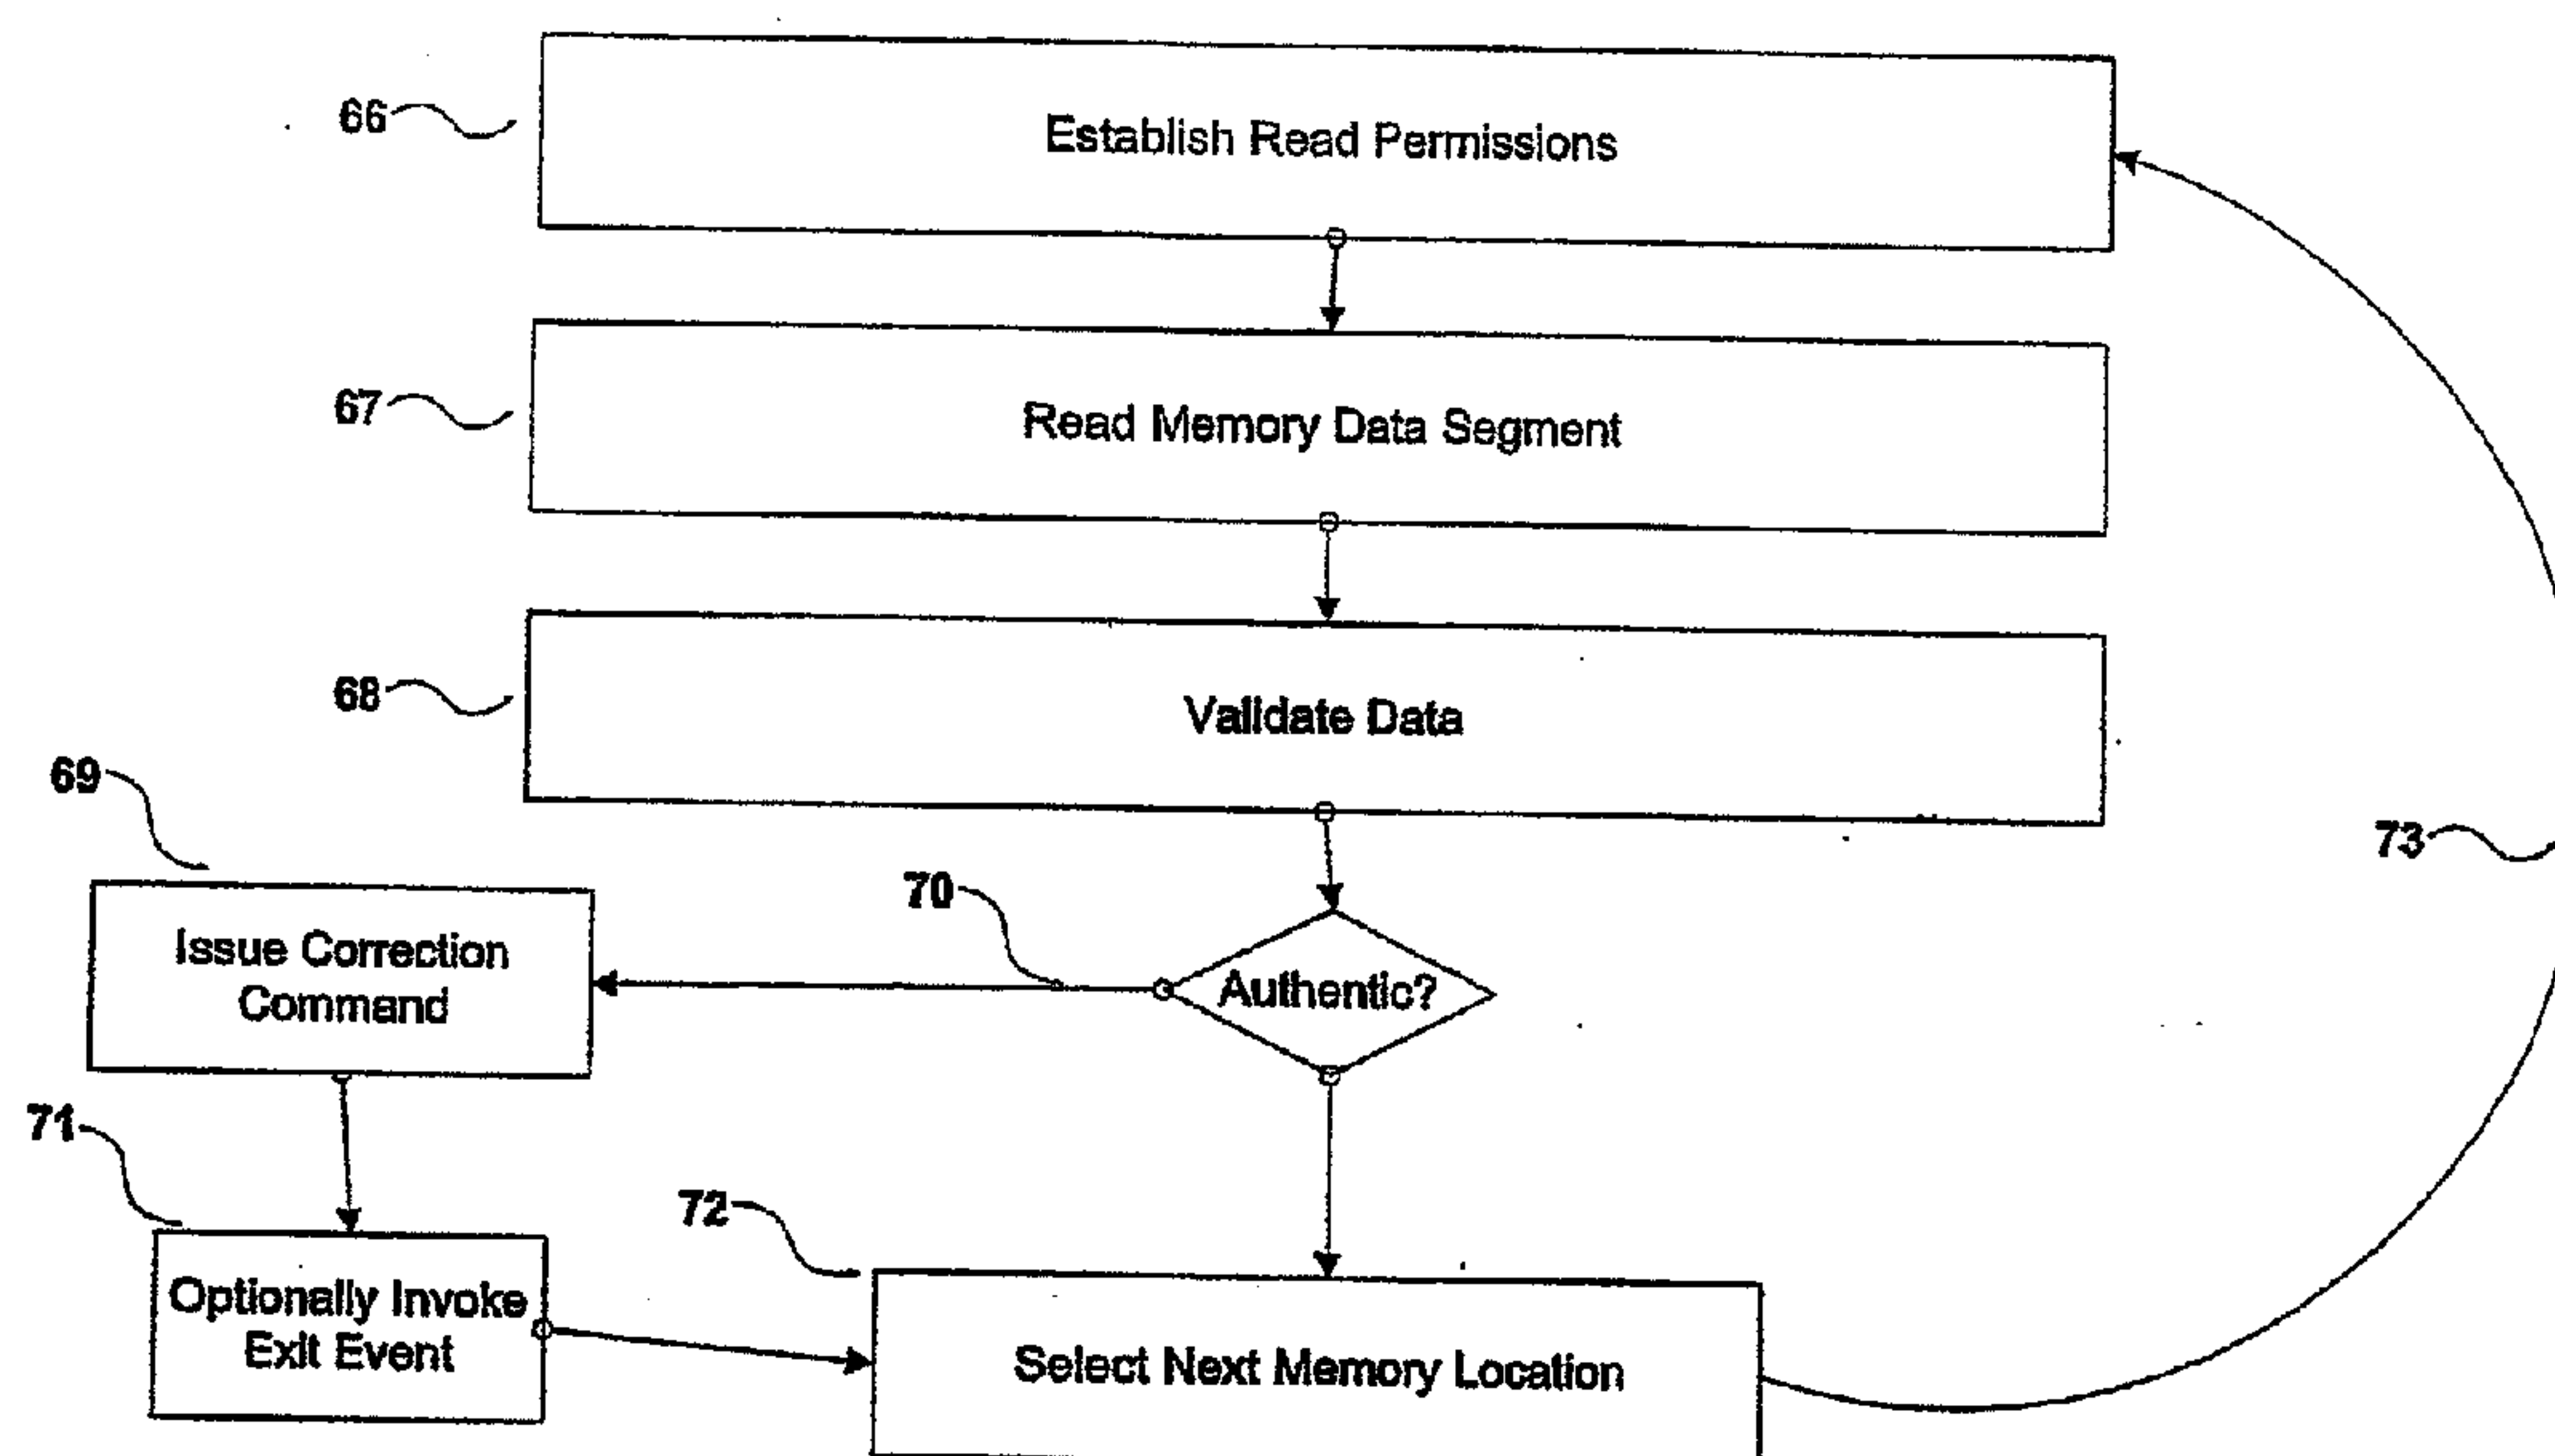 66
Establish Read Permissions
67
Read Memory Data Segment
68
Validate Data
69
70
73
Issue Correction
Command
Authentic?
71
72
Optionally Invoke
Exit Event
Select Next Memory Location